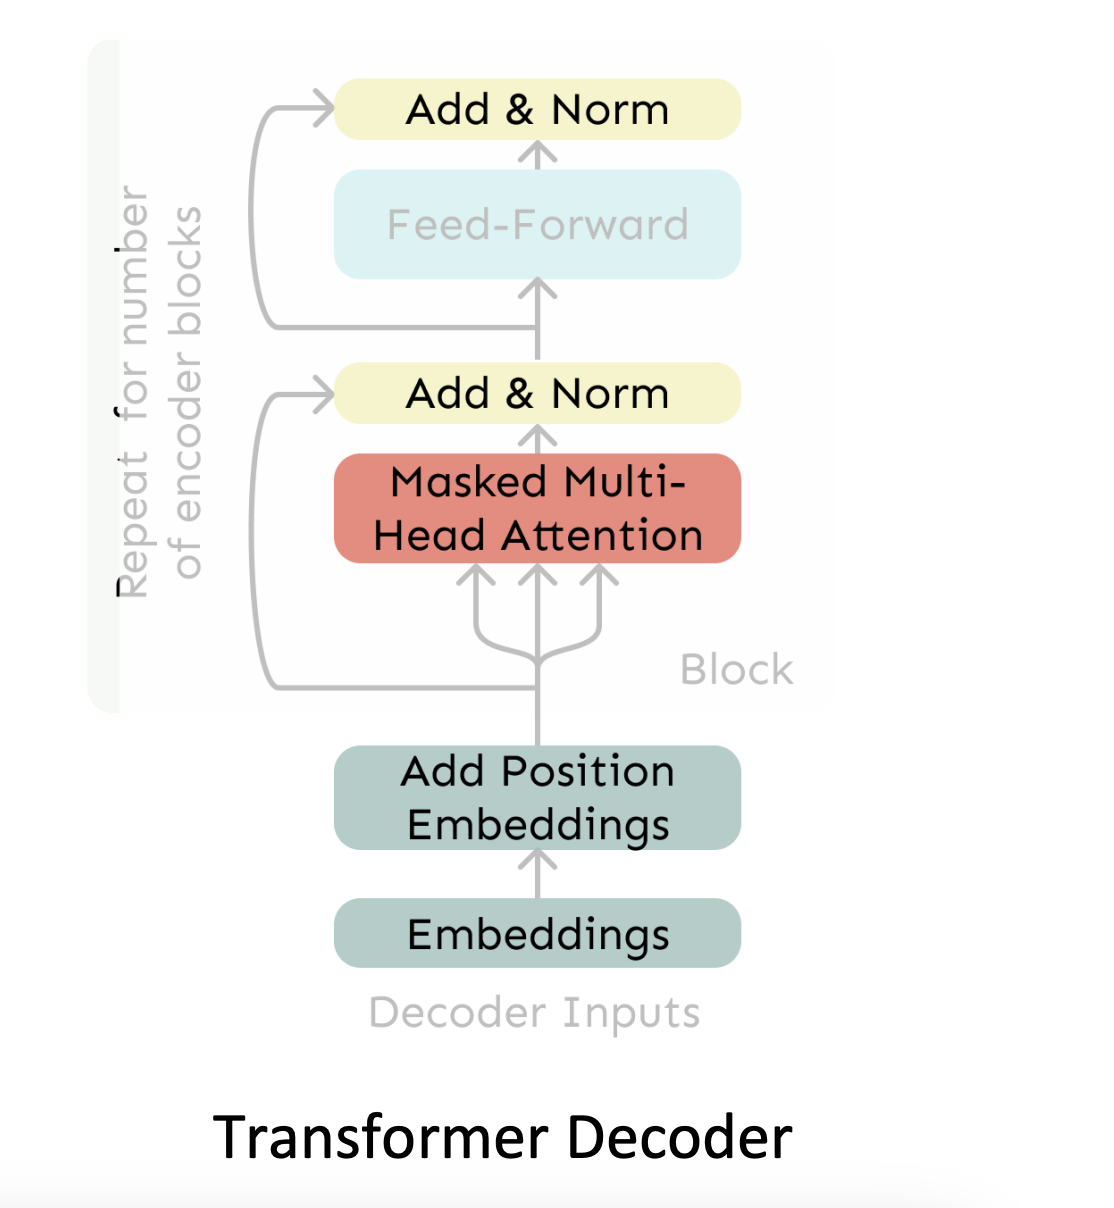 Add & Norm
Feed-Forward
Repeat for number
of encoder blocks
Add & Norm
Masked Multi-
Head Attention
Block
Add Position
Embeddings
Embeddings
Decoder Inputs
Transformer Decoder